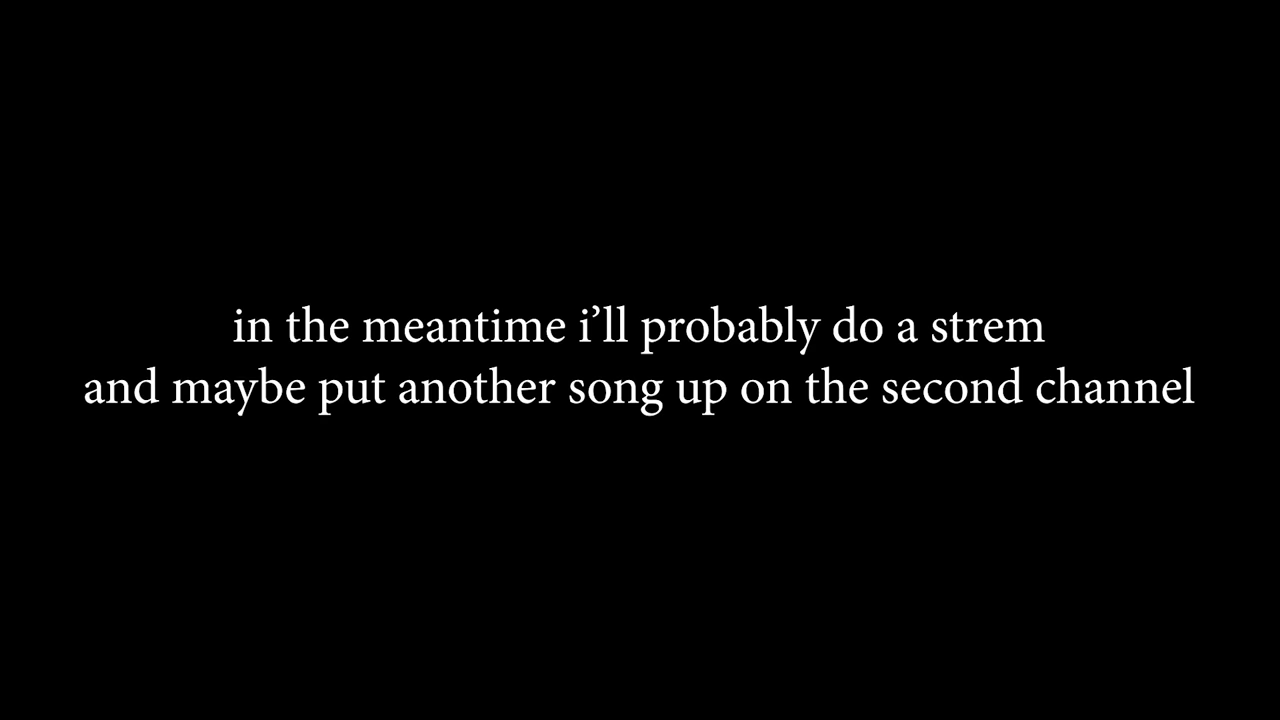 in the meantime i’ll probably do a strem
and maybe put another song up on the second channel